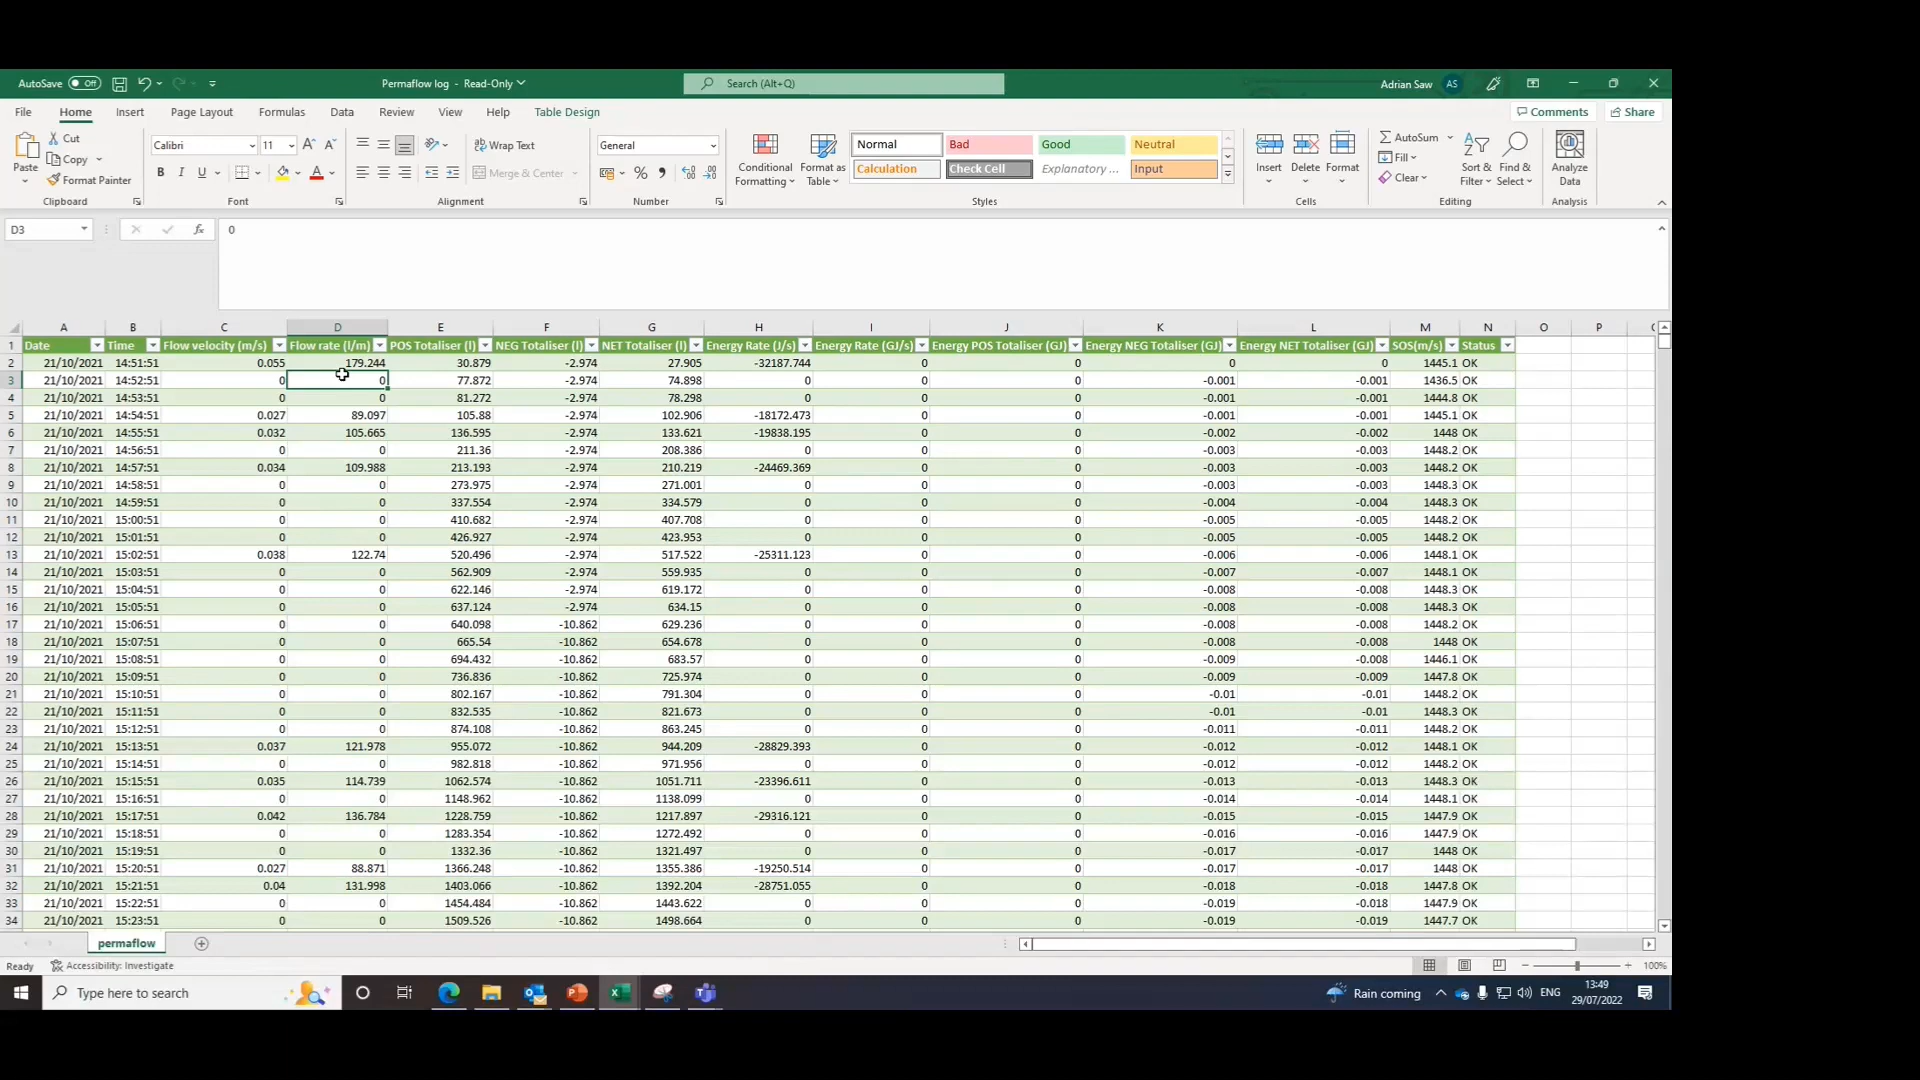 AutoSave Off Permaflow log - Read-Only Search (Alt+Q) Adrian Saw AS
File Home Insert Page Layout Formulas Data Review View Help Table Design Comments Share
Cut Calibri 11 Wrap Text General Normal Bad Good Neutral AutoSum
Copy Conditional Formatting Format as Table Insert Delete Format Fill Sort & Filter Find & Select Analyze Data
Paste Format Painter Merge & Center Calculation Check Cell Explanatory ... Input Clear
Clipboard Font Alignment Number Styles Cells Editing Analysis
D3 fx 0
A B C D E F G H I J K L M N O P
1 Date Time Flow velocity (m/s) Flow rate (l/m) POS Totaliser (l) NEG Totaliser (l) NET Totaliser (l) Energy Rate (J/s) Energy Rate (GJ/s) Energy POS Totaliser (GJ) Energy NEG Totaliser (GJ) Energy NET Totaliser (GJ) SOS(m/s) Status
2 21/10/2021 14:51:51 0.055 179.244 30.879 -2.974 27.905 -32187.744 0 0 0 0 1445.1 OK
3 21/10/2021 14:52:51 0 0 77.872 -2.974 74.898 0 0 0 -0.001 -0.001 1436.5 OK
4 21/10/2021 14:53:51 0 0 81.272 -2.974 78.298 0 0 0 -0.001 -0.001 1444.8 OK
5 21/10/2021 14:54:51 0.027 89.097 105.88 -2.974 102.906 -18172.473 0 0 -0.001 -0.001 1445.1 OK
6 21/10/2021 14:55:51 0.032 105.665 136.595 -2.974 133.621 -19838.195 0 0 -0.002 -0.002 1448 OK
7 21/10/2021 14:56:51 0 0 211.36 -2.974 208.386 0 0 0 -0.003 -0.003 1448.2 OK
8 21/10/2021 14:57:51 0.034 109.988 213.193 -2.974 210.219 -24469.369 0 0 -0.003 -0.003 1448.2 OK
9 21/10/2021 14:58:51 0 0 273.975 -2.974 271.001 0 0 0 -0.003 -0.003 1448.3 OK
10 21/10/2021 14:59:51 0 0 337.554 -2.974 334.579 0 0 0 -0.004 -0.004 1448.3 OK
11 21/10/2021 15:00:51 0 0 410.682 -2.974 407.708 0 0 0 -0.005 -0.005 1448.2 OK
12 21/10/2021 15:01:51 0 0 426.927 -2.974 423.953 0 0 0 -0.005 -0.005 1448.2 OK
13 21/10/2021 15:02:51 0.038 122.74 520.496 -2.974 517.522 -25311.123 0 0 -0.006 -0.006 1448.1 OK
14 21/10/2021 15:03:51 0 0 562.909 -2.974 559.935 0 0 0 -0.007 -0.007 1448.1 OK
15 21/10/2021 15:04:51 0 0 622.146 -2.974 619.172 0 0 0 -0.008 -0.008 1448.3 OK
16 21/10/2021 15:05:51 0 0 637.124 -2.974 634.15 0 0 0 -0.008 -0.008 1448.3 OK
17 21/10/2021 15:06:51 0 0 640.098 -10.862 629.236 0 0 0 -0.008 -0.008 1448.2 OK
18 21/10/2021 15:07:51 0 0 665.54 -10.862 654.678 0 0 0 -0.008 -0.008 1448 OK
19 21/10/2021 15:08:51 0 0 694.432 -10.862 683.57 0 0 0 -0.009 -0.008 1446.1 OK
20 21/10/2021 15:09:51 0 0 736.836 -10.862 725.974 0 0 0 -0.009 -0.009 1447.8 OK
21 21/10/2021 15:10:51 0 0 802.167 -10.862 791.304 0 0 0 -0.01 -0.01 1448.2 OK
22 21/10/2021 15:11:51 0 0 832.535 -10.862 821.673 0 0 0 -0.01 -0.01 1448.3 OK
23 21/10/2021 15:12:51 0 0 874.108 -10.862 863.245 0 0 0 -0.011 -0.011 1448.2 OK
24 21/10/2021 15:13:51 0.037 121.978 955.072 -10.862 944.209 -28829.393 0 0 -0.012 -0.012 1448.1 OK
25 21/10/2021 15:14:51 0 0 982.818 -10.862 971.956 0 0 0 -0.012 -0.012 1448.2 OK
26 21/10/2021 15:15:51 0.035 114.739 1062.574 -10.862 1051.711 -23396.611 0 0 -0.013 -0.013 1448.3 OK
27 21/10/2021 15:16:51 0 0 1148.962 -10.862 1138.099 0 0 0 -0.014 -0.014 1448.1 OK
28 21/10/2021 15:17:51 0.042 136.784 1228.759 -10.862 1217.897 -29316.121 0 0 -0.015 -0.015 1447.9 OK
29 21/10/2021 15:18:51 0 0 1283.354 -10.862 1272.492 0 0 0 -0.016 -0.016 1447.9 OK
30 21/10/2021 15:19:51 0 0 1332.36 -10.862 1321.497 0 0 0 -0.017 -0.017 1448 OK
31 21/10/2021 15:20:51 0.027 88.871 1366.248 -10.862 1355.386 -19250.514 0 0 -0.017 -0.017 1448 OK
32 21/10/2021 15:21:51 0.04 131.998 1403.066 -10.862 1392.204 -28751.055 0 0 -0.018 -0.018 1447.8 OK
33 21/10/2021 15:22:51 0 0 1454.484 -10.862 1443.622 0 0 0 -0.019 -0.018 1447.9 OK
34 21/10/2021 15:23:51 0 0 1509.526 -10.862 1498.664 0 0 0 -0.019 -0.019 1447.7 OK
permaflow
Ready Accessibility: Investigate 100%
Type here to search Rain coming ENG 13:49
29/07/2022